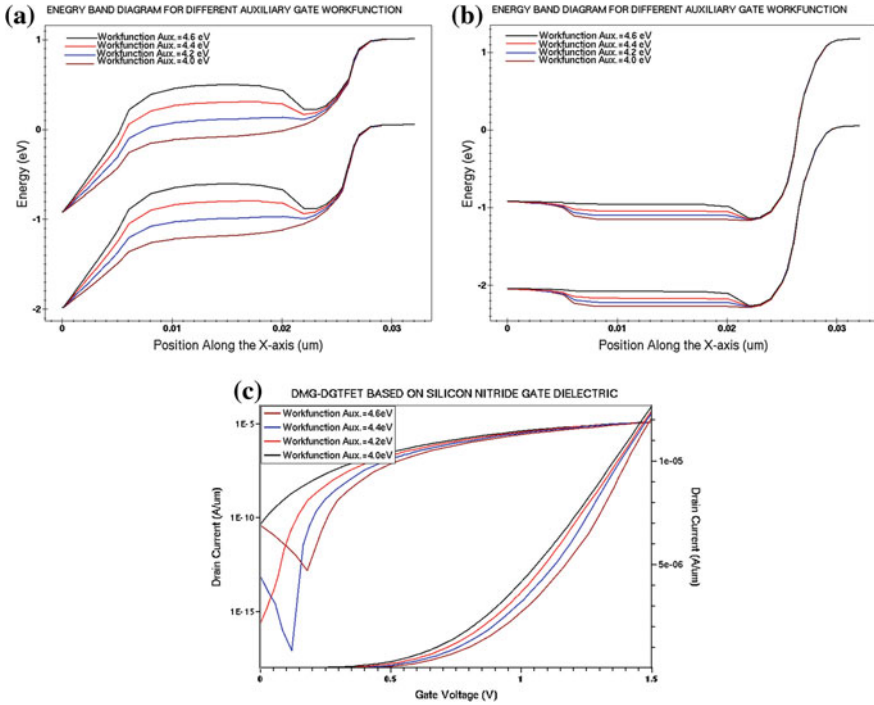 (a) ENEGRY BAND DIAGRAM FOR DIFFERENT AUXILIARY GATE WORKFUNCTION
Workfunction Aux.=4.6 eV
Workfunction Aux.=4.4 eV
Workfunction Aux.=4.2 eV
Workfunction Aux.=4.0 eV
Energy (eV)
1
0
-1
-2
0 0.01 0.02 0.03
Position Along the X-axis (um)
(b) ENERGY BAND DIAGRAM FOR DIFFERENT AUXILIARY GATE WORKFUNCTION
Workfunction Aux.=4.6 eV
Workfunction Aux.=4.4 eV
Workfunction Aux.=4.2 eV
Workfunction Aux.=4.0 eV
Energy (eV)
1
0
-1
-2
0 0.01 0.02 0.03
Position Along the X-axis (um)
(c) DMG-DGTFET BASED ON SILICON NITRIDE GATE DIELECTRIC
Workfunction Aux.=4.6eV
Workfunction Aux.=4.4eV
Workfunction Aux.=4.2eV
Workfunction Aux.=4.0eV
Drain Current (A/um)
1E-5
1E-10
1E-15
1e-05
5e-06
Drain Current (A/um)
0 0.5 1 1.5
Gate Voltage (V)